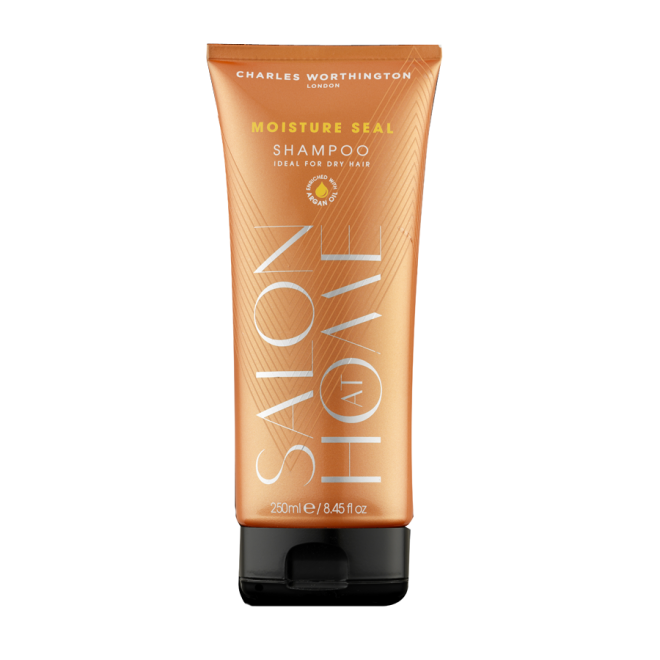 CHARLES WORTHINGTON
LONDON
MOISTURE SEAL
SHAMPOO
IDEAL FOR DRY HAIR
ENRICHED WITH
ARGAN OIL
SALON
AT
HOME
250ml ℮ / 8.45 fl oz